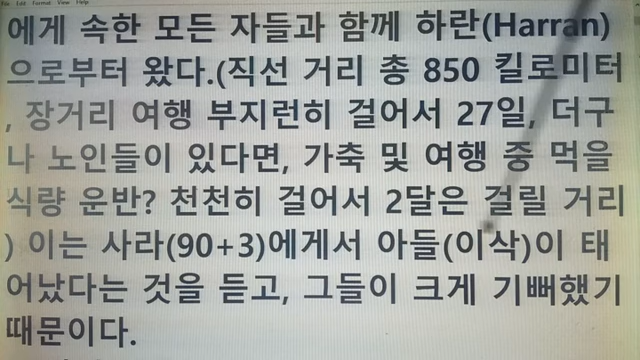 File Edit Format View Help
에게 속한 모든 자들과 함께 하란(Harran)
으로부터 왔다.(직선 거리 총 850 킬로미터
, 장거리 여행 부지런히 걸어서 27일, 더구
나 노인들이 있다면, 가축 및 여행 중 먹을
식량 운반? 천천히 걸어서 2달은 걸릴 거리
) 이는 사라(90+3)에게서 아들(이삭)이 태
어났다는 것을 듣고, 그들이 크게 기뻐했기
때문이다.